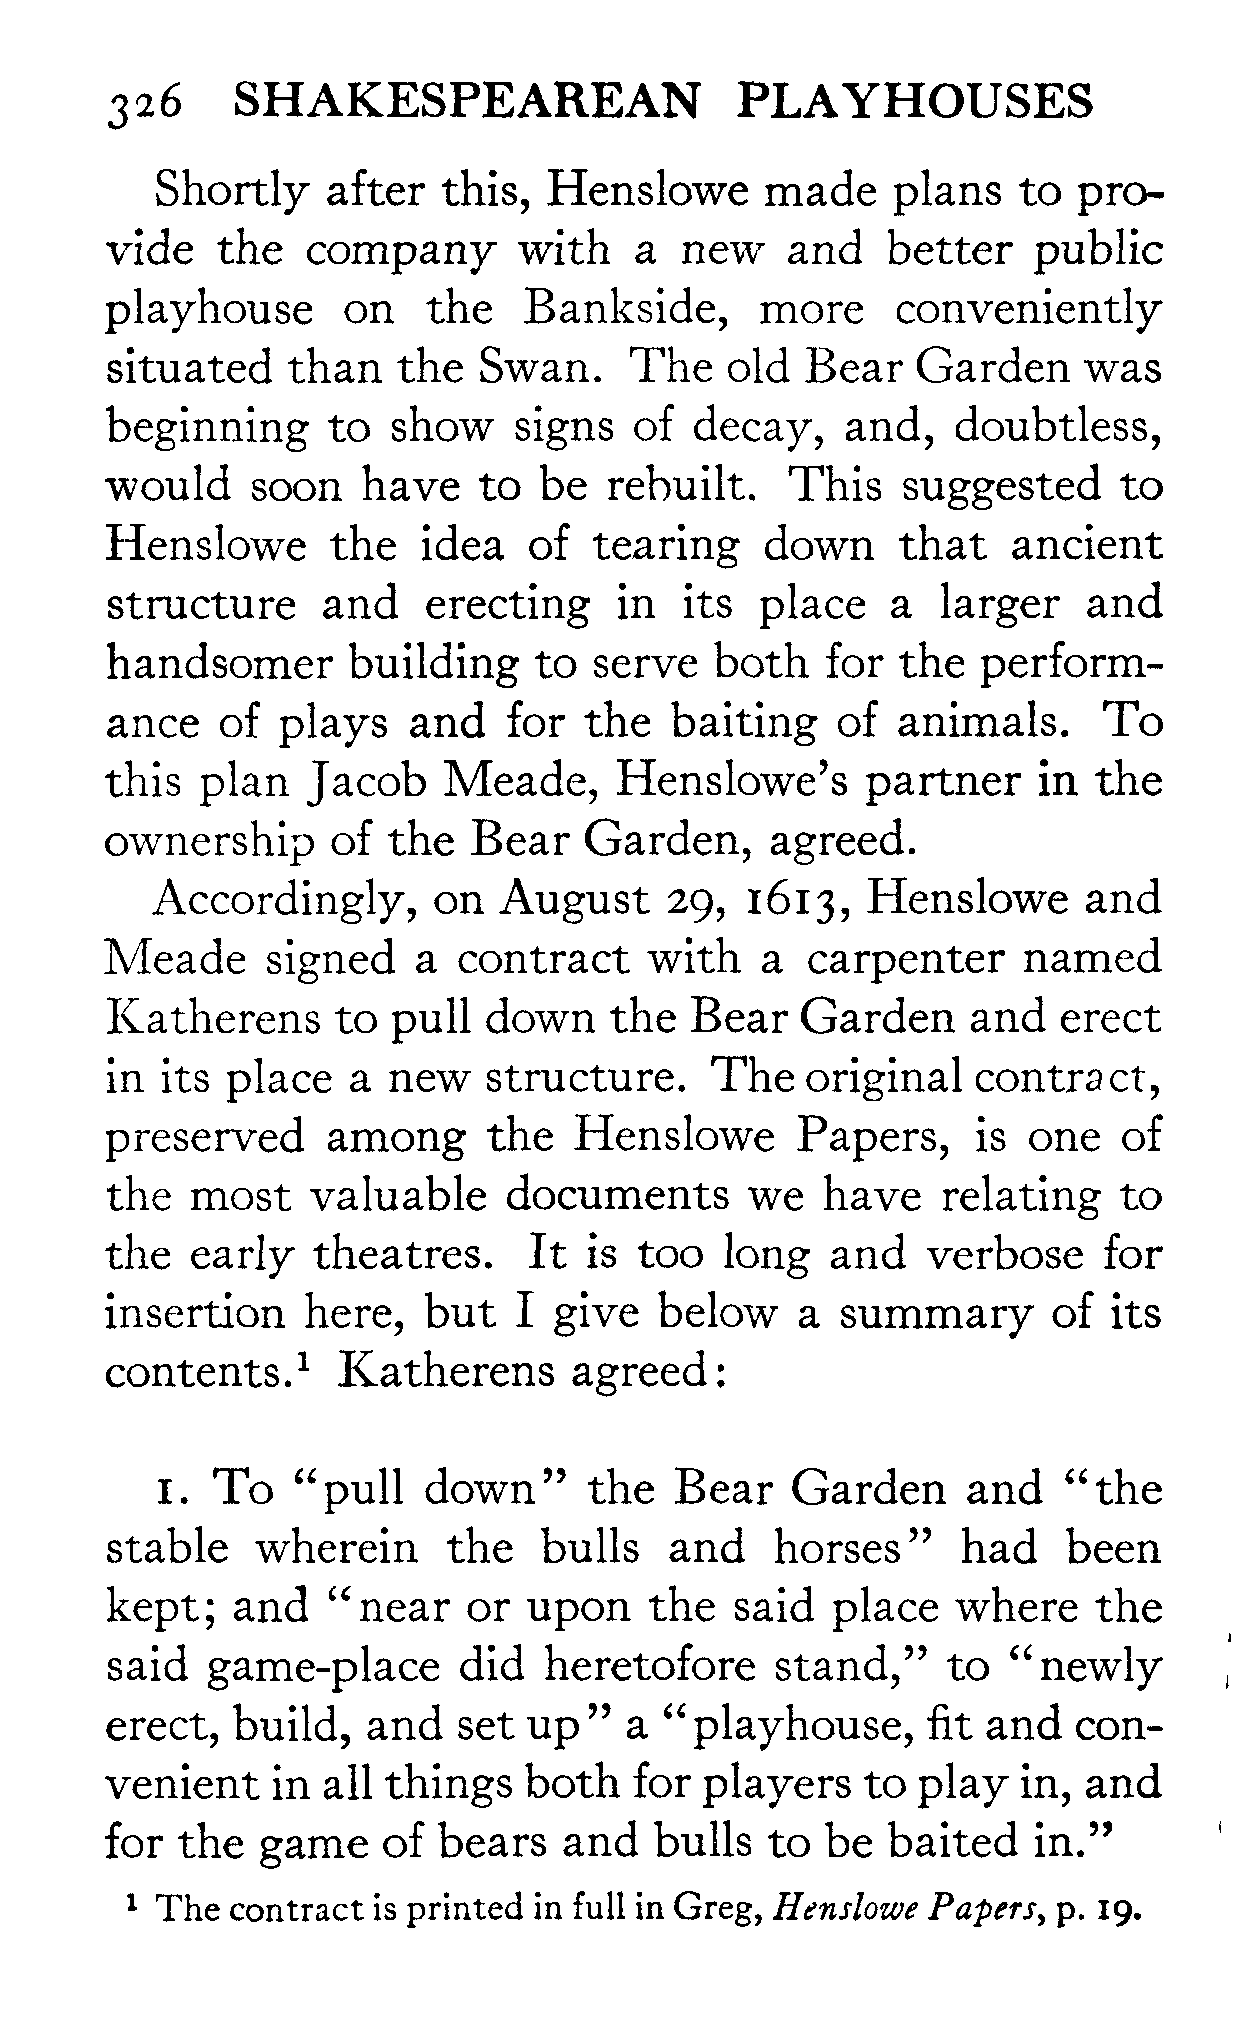 326 SHAKESPEAREAN PLAYHOUSES
Shortly after this, Henslowe made plans to pro-
vide the company with a new and better public
playhouse on the Bankside, more conveniently
situated than the Swan. The old Bear Garden was
beginning to show signs of decay, and, doubtless,
would soon have to be rebuilt. This suggested to
Henslowe the idea of tearing down that ancient
structure and erecting in its place a larger and
handsomer building to serve both for the perform-
ance of plays and for the baiting of animals. To
this plan Jacob Meade, Henslowe's partner in the
ownership of the Bear Garden, agreed.
Accordingly, on August 29, 1613, Henslowe and
Meade signed a contract with a carpenter named
Katherens to pull down the Bear Garden and erect
in its place a new structure. The original contract,
preserved among the Henslowe Papers, is one of
the most valuable documents we have relating to
the early theatres. It is too long and verbose for
insertion here, but I give below a summary of its
contents.¹ Katherens agreed:
1. To "pull down" the Bear Garden and "the
stable wherein the bulls and horses" had been
kept; and "near or upon the said place where the
said game-place did heretofore stand," to "newly
erect, build, and set up" a "playhouse, fit and con-
venient in all things both for players to play in, and
for the game of bears and bulls to be baited in."
¹ The contract is printed in full in Greg, Henslowe Papers, p. 19.